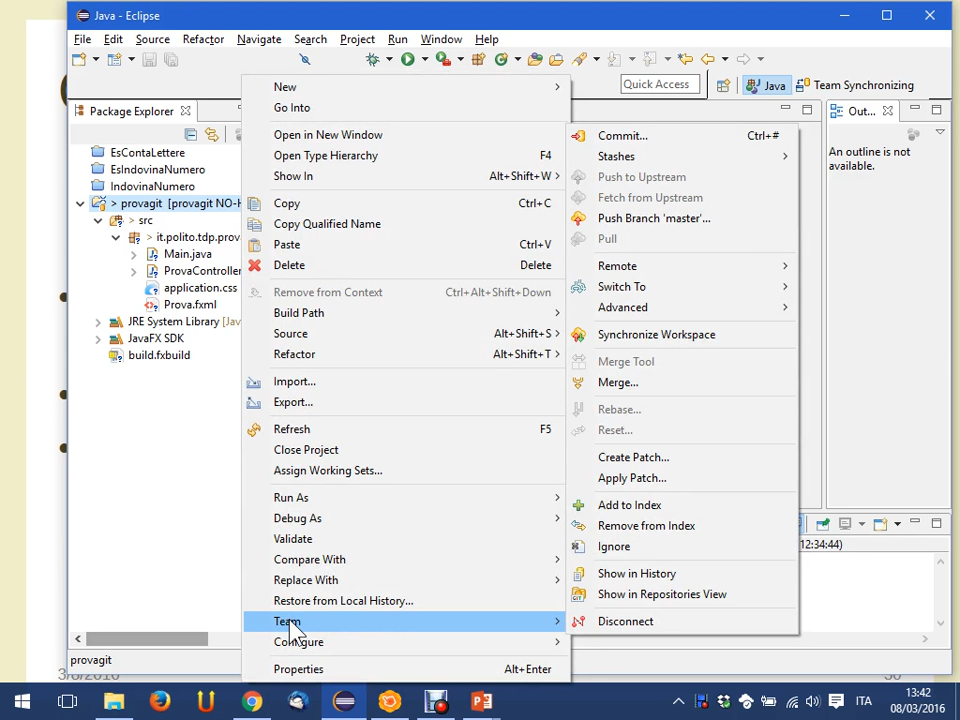 Java - Eclipse
File Edit Source Refactor Navigate Search Project Run Window Help
Quick Access
Java
Team Synchronizing
Package Explorer
EsContaLettere
EsIndovinaNumero
IndovinaNumero
> provagit [provagit NO-H
> src
> it.polito.tdp.prov
Main.java
ProvaController
application.css
Prova.fxml
JRE System Library [Jav
JavaFX SDK
build.fxbuild
New
Go Into
Open in New Window
Open Type Hierarchy F4
Show In Alt+Shift+W
Copy Ctrl+C
Copy Qualified Name
Paste Ctrl+V
Delete Delete
Remove from Context Ctrl+Alt+Shift+Down
Build Path
Source Alt+Shift+S
Refactor Alt+Shift+T
Import...
Export...
Refresh F5
Close Project
Assign Working Sets...
Run As
Debug As
Validate
Compare With
Replace With
Restore from Local History...
Team
Configure
Properties Alt+Enter
Commit... Ctrl+#
Stashes
Push to Upstream
Fetch from Upstream
Push Branch 'master'...
Pull
Remote
Switch To
Advanced
Synchronize Workspace
Merge Tool
Merge...
Rebase...
Reset...
Create Patch...
Apply Patch...
Add to Index
Remove from Index
Ignore
Show in History
Show in Repositories View
Disconnect
Out...
An outline is not
available.
12:34:44)
provagit
3/8/2016
ITA
13:42
08/03/2016